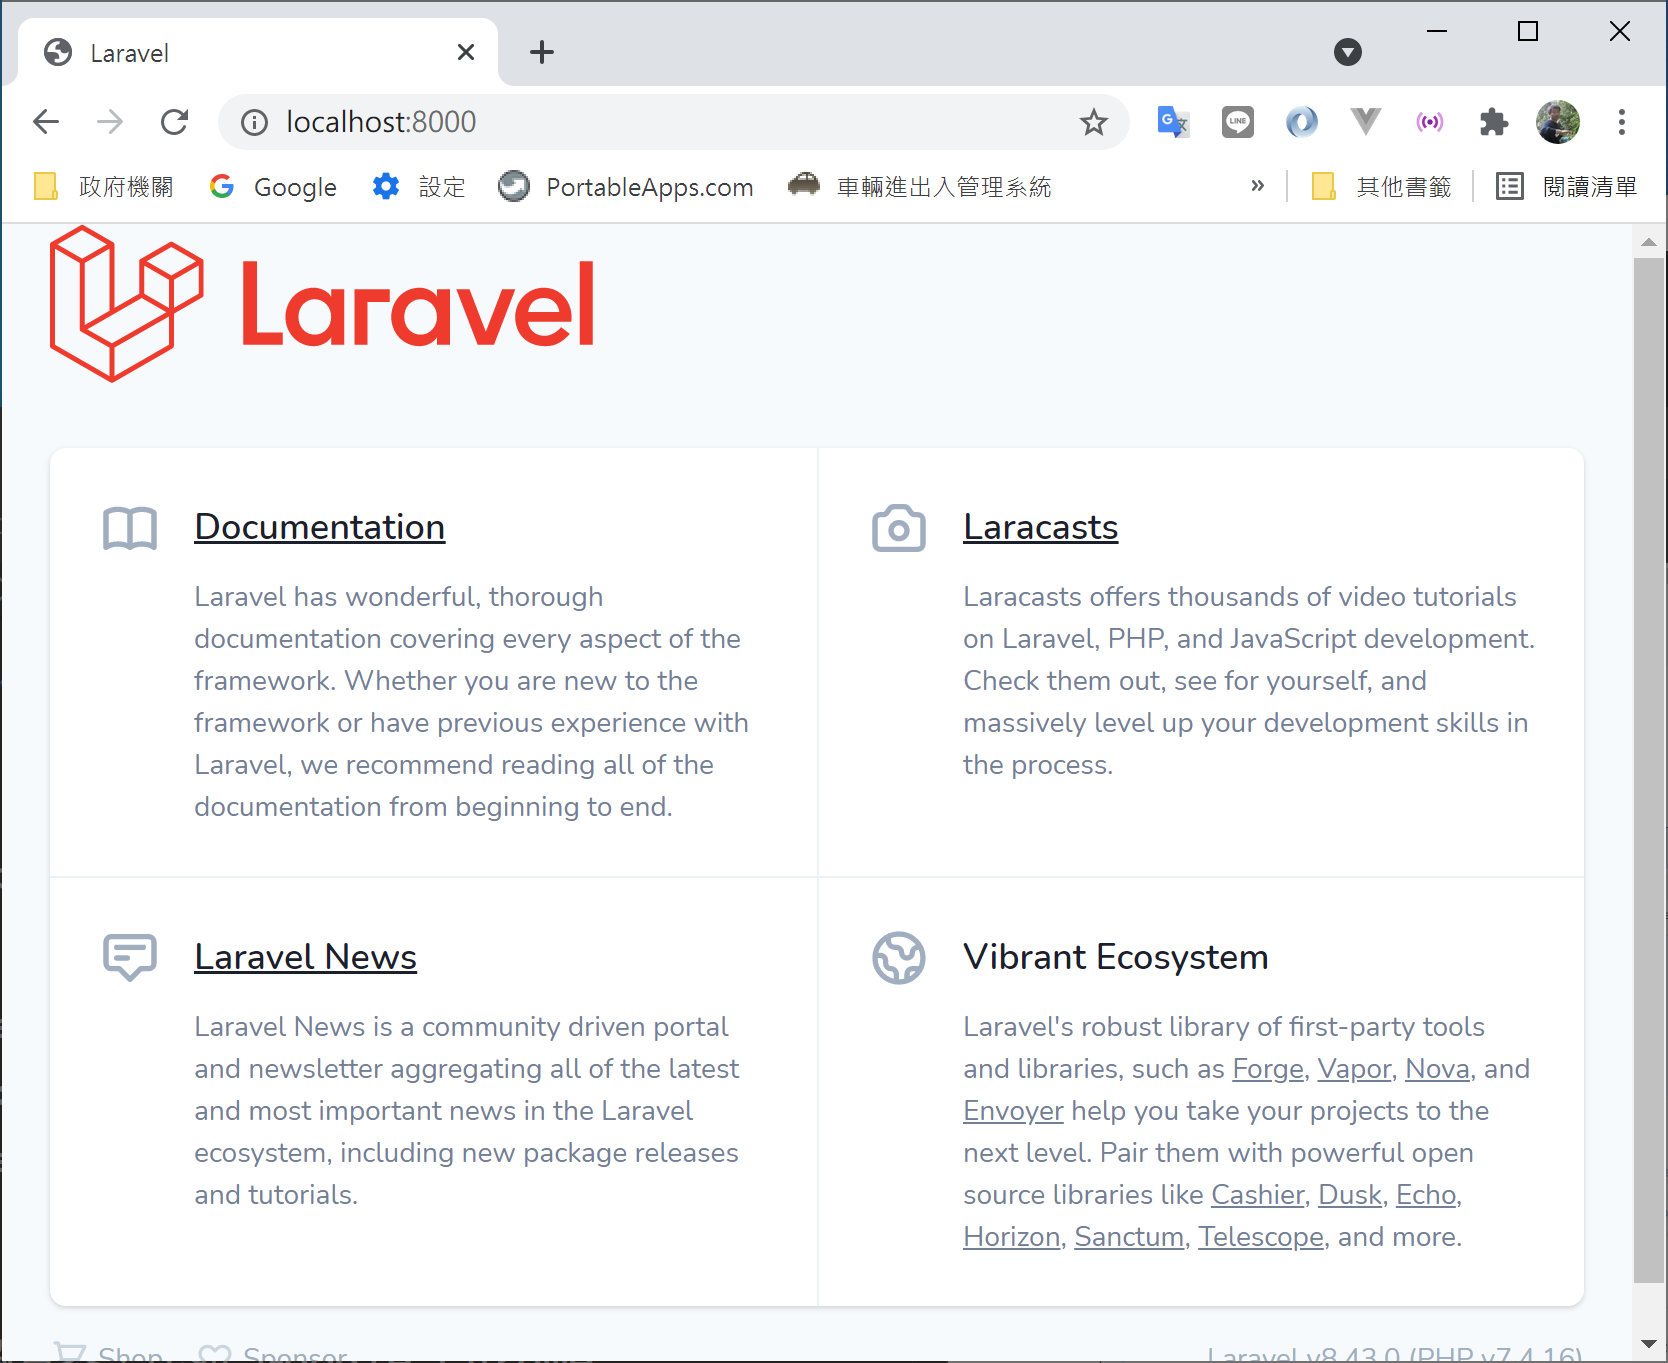 Laravel
localhost:8000
政府機關
Google
設定
PortableApps.com
車輛進出入管理系統
»
其他書籤
閱讀清單
Laravel
Documentation
Laravel has wonderful, thorough
documentation covering every aspect of the
framework. Whether you are new to the
framework or have previous experience with
Laravel, we recommend reading all of the
documentation from beginning to end.
Laracasts
Laracasts offers thousands of video tutorials
on Laravel, PHP, and JavaScript development.
Check them out, see for yourself, and
massively level up your development skills in
the process.
Laravel News
Laravel News is a community driven portal
and newsletter aggregating all of the latest
and most important news in the Laravel
ecosystem, including new package releases
and tutorials.
Vibrant Ecosystem
Laravel's robust library of first-party tools
and libraries, such as Forge, Vapor, Nova, and
Envoyer help you take your projects to the
next level. Pair them with powerful open
source libraries like Cashier, Dusk, Echo,
Horizon, Sanctum, Telescope, and more.
Shop
Sponsor
Laravel v8.43.0 (PHP v7.4.16)
LINE